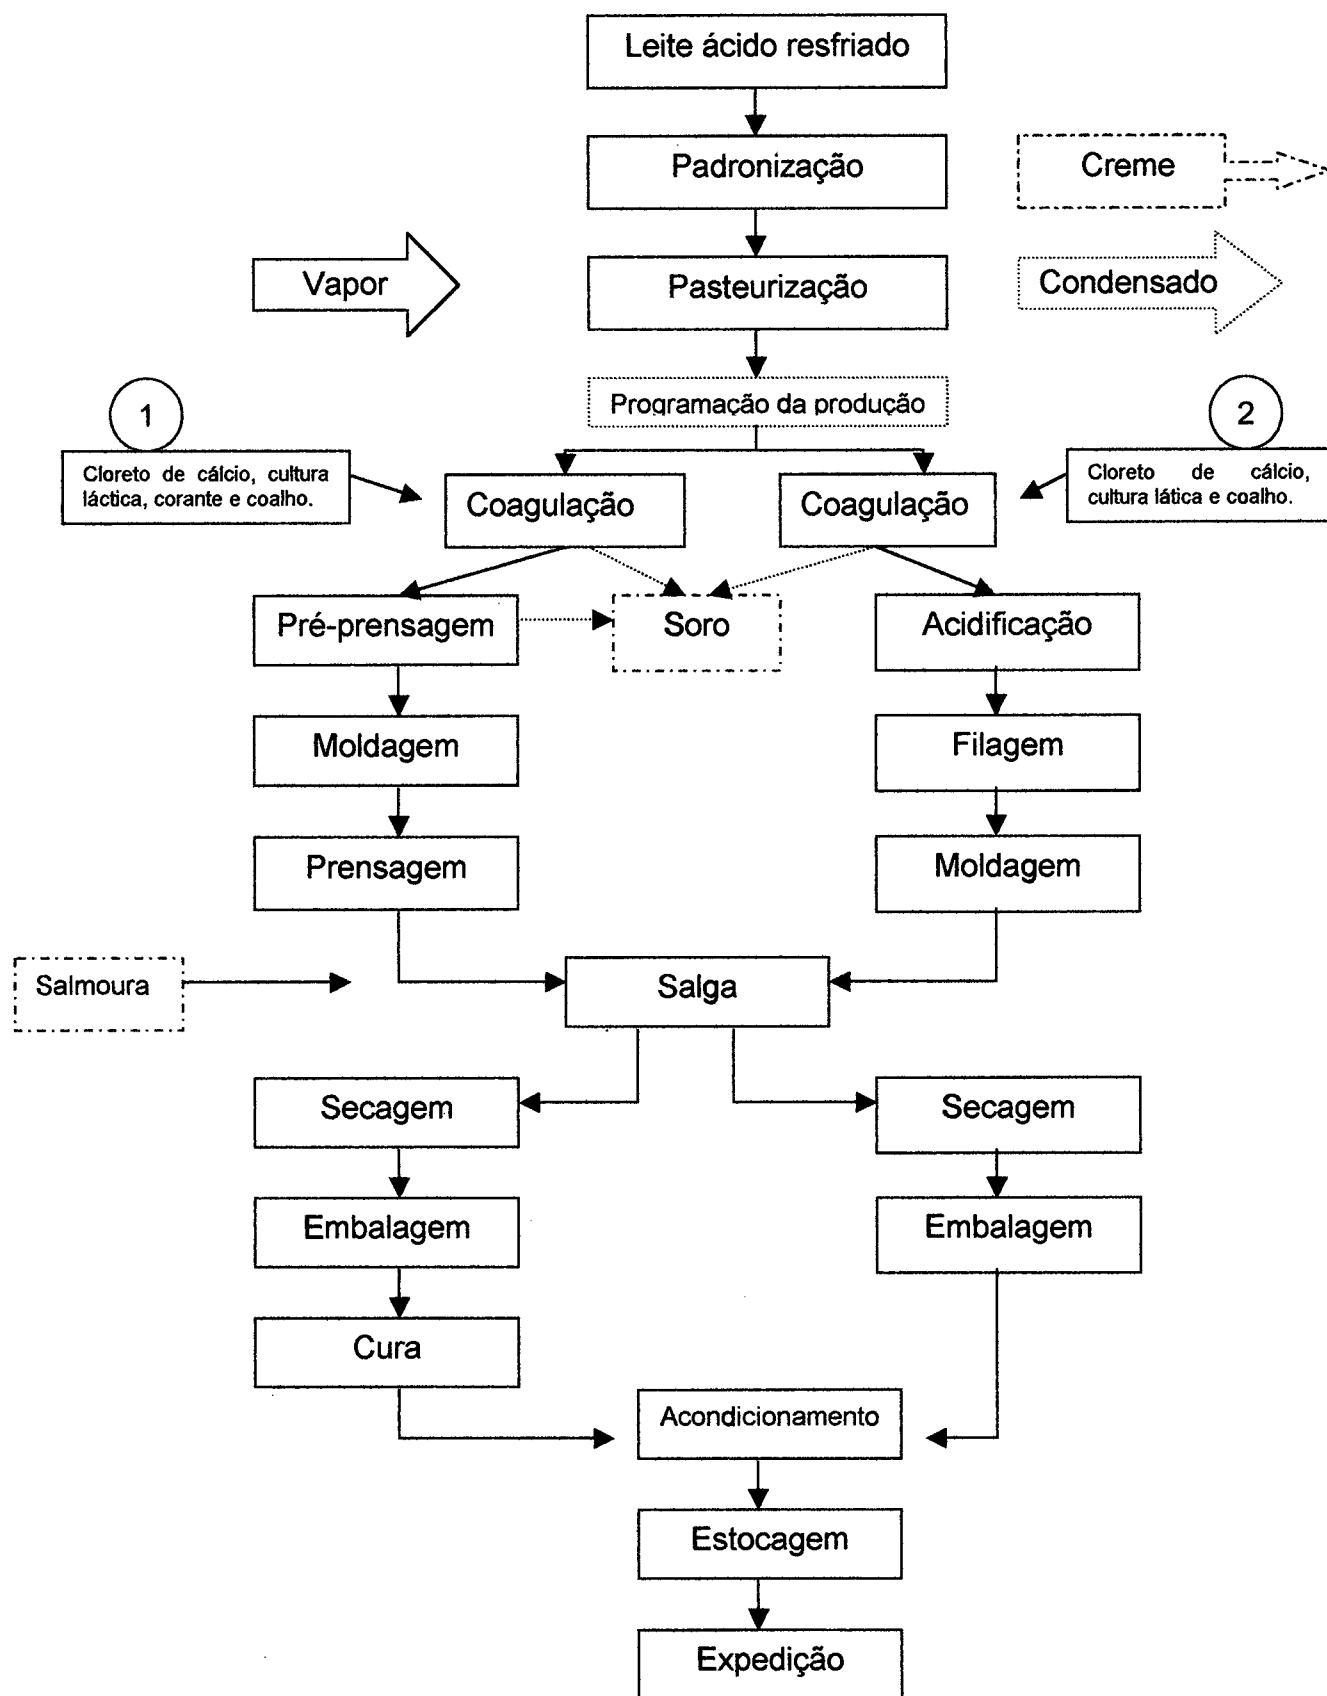 Leite ácido resfriado
Padronização
Creme
Vapor
Pasteurização
Condensado
Programação da produção
1
2
Cloreto de cálcio, cultura
láctica, corante e coalho.
Coagulação
Coagulação
Cloreto de cálcio,
cultura lática e coalho.
Pré-prensagem
Soro
Acidificação
Moldagem
Filagem
Prensagem
Moldagem
Salmoura
Salga
Secagem
Secagem
Embalagem
Embalagem
Cura
Acondicionamento
Estocagem
Expedição